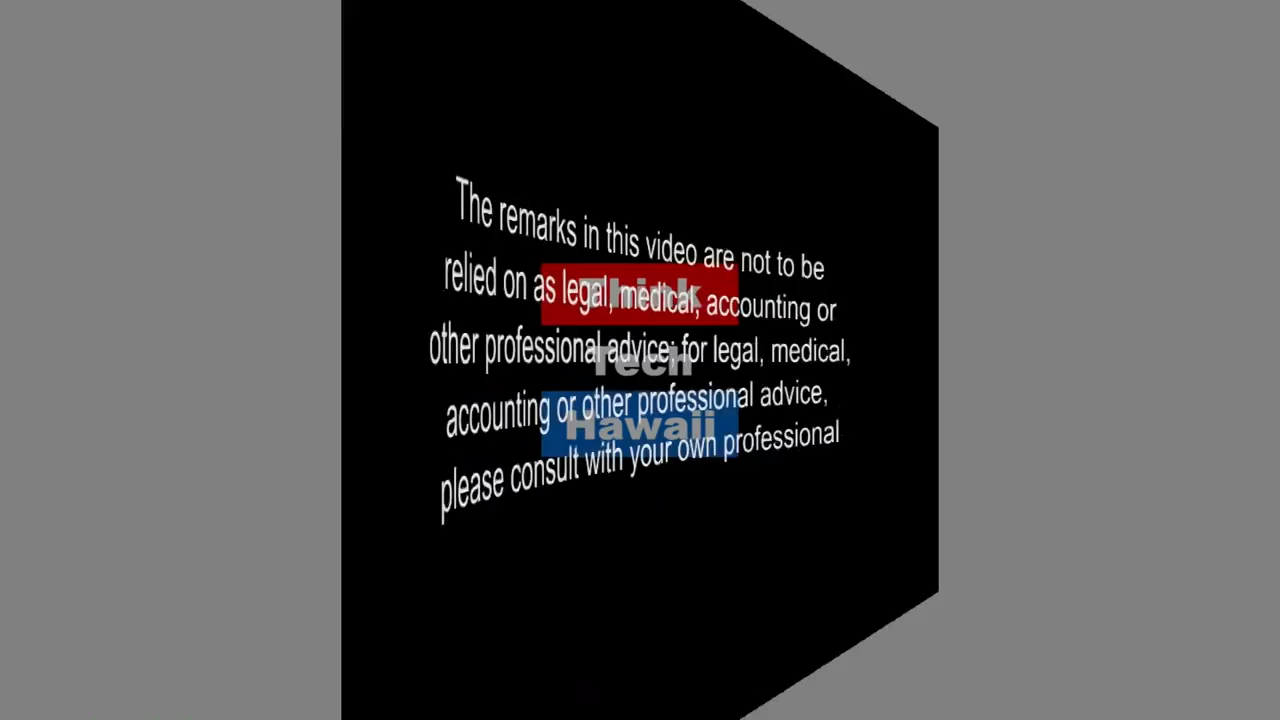 The remarks in this video are not to be
relied on as legal, medical, accounting or
other professional advice; for legal, medical,
accounting or other professional advice,
please consult with your own professional
Think
Tech
Hawaii